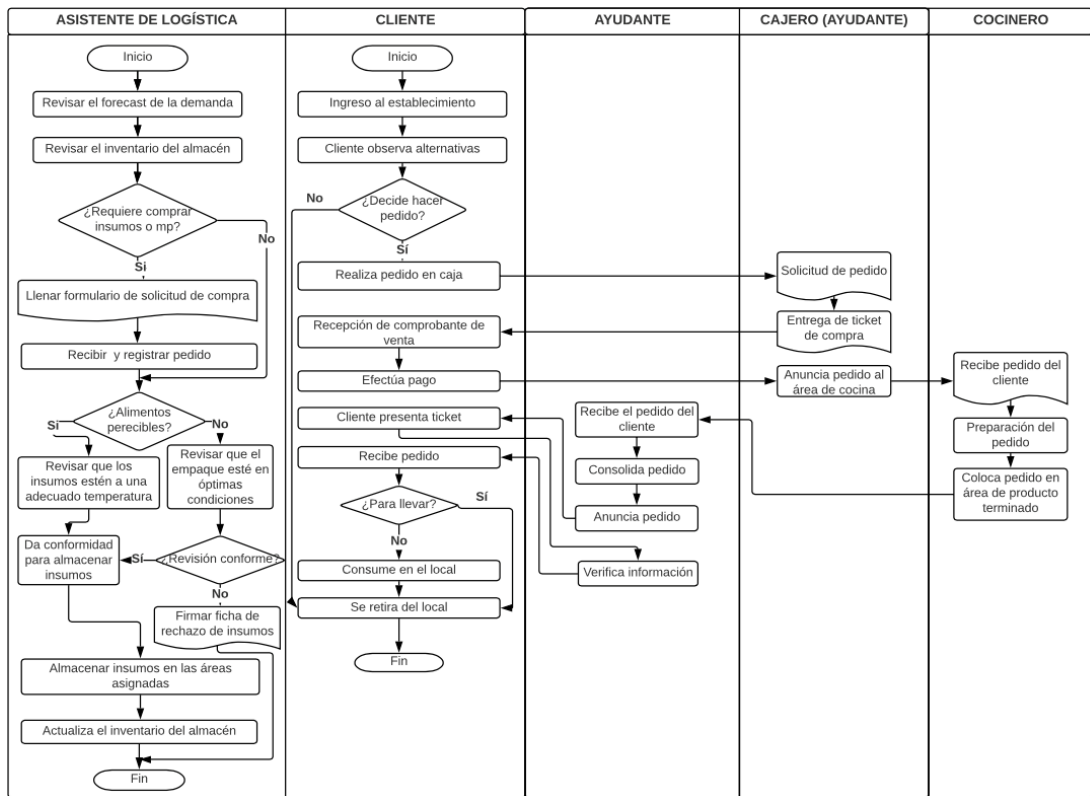 ASISTENTE DE LOGÍSTICA
CLIENTE
AYUDANTE
CAJERO (AYUDANTE)
COCINERO
Inicio
Revisar el forecast de la demanda
Revisar el inventario del almacén
¿Requiere comprar
insumos o mp?
No
Si
Llenar formulario de solicitud de compra
Recibir y registrar pedido
¿Alimentos
perecibles?
Si
No
Revisar que los
insumos estén a una
adecuado temperatura
Revisar que el
empaque esté en
óptimas
condiciones
Da conformidad
para almacenar
insumos
Sí
¿Revisión conforme?
No
Firmar ficha de
rechazo de insumos
Almacenar insumos en las áreas
asignadas
Actualiza el inventario del almacén
Fin
Inicio
Ingreso al establecimiento
Cliente observa alternativas
No
¿Decide hacer
pedido?
Sí
Realiza pedido en caja
Recepción de comprobante de
venta
Efectúa pago
Cliente presenta ticket
Recibe pedido
¿Para llevar?
Sí
No
Consume en el local
Se retira del local
Fin
Recibe el pedido del
cliente
Consolida pedido
Anuncia pedido
Verifica información
Solicitud de pedido
Entrega de ticket
de compra
Anuncia pedido al
área de cocina
Recibe pedido del
cliente
Preparación del
pedido
Coloca pedido en
área de producto
terminado